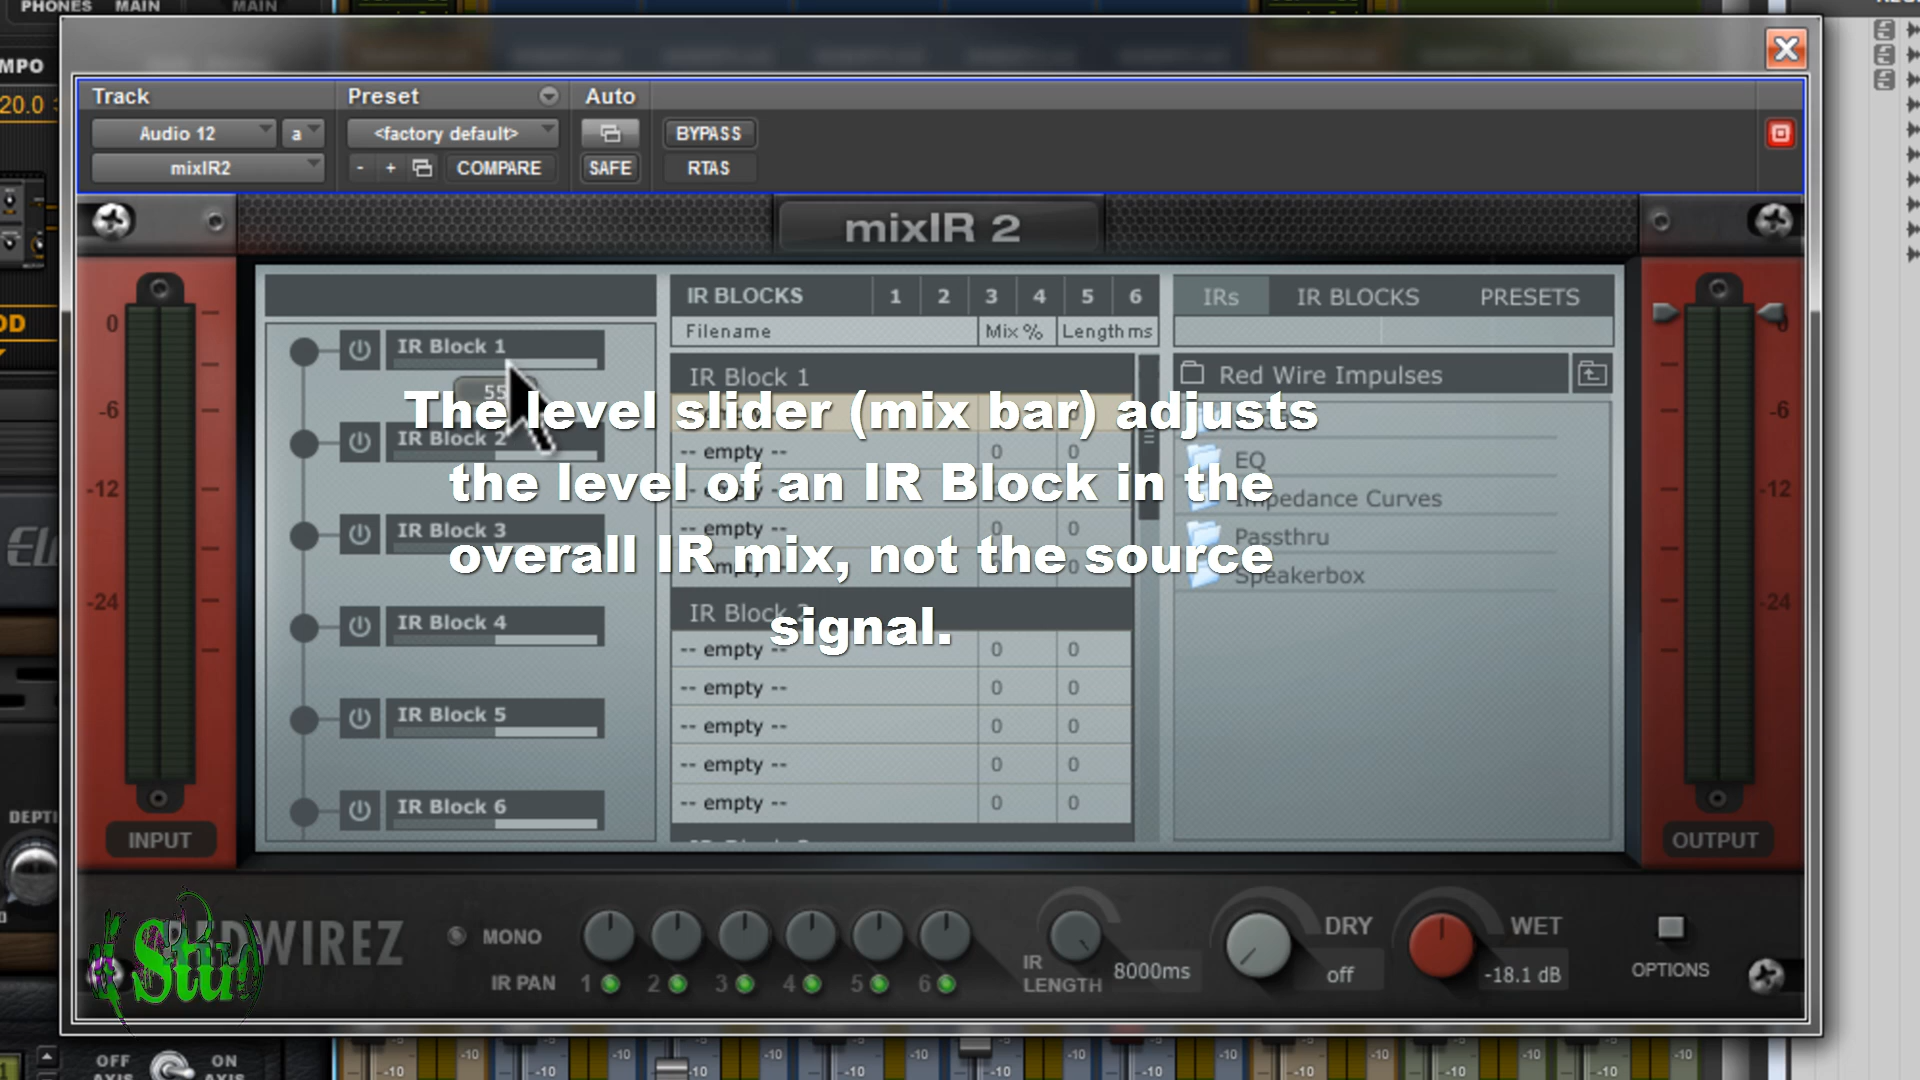 PHONES MAIN MAIN
MPO
20.0
Track Preset Auto
Audio 12 a <factory default> BYPASS
mixIR2 - + COMPARE SAFE RTAS
mixIR 2
IR BLOCKS 1 2 3 4 5 6
IRs IR BLOCKS PRESETS
Filename Mix % Length ms
IR Block 1
IR Block 1
Red Wire Impulses
55
The level slider (mix bar) adjusts
the level of an IR Block in the
overall IR mix, not the source
signal.
IR Block 2
-- empty -- 0 0
EQ
Impedance Curves
IR Block 3
-- empty -- 0 0
Passthru
Speakerbox
IR Block 4
-- empty -- 0 0
-- empty -- 0 0
IR Block 5
-- empty -- 0 0
-- empty -- 0 0
IR Block 6
-- empty -- 0 0
0
-6
-12
-24
-6
-12
-24
INPUT
OUTPUT
DEPTH
Stu
REDWIREZ
MONO
IR PAN 1 2 3 4 5 6
IR
LENGTH
8000ms
DRY
off
WET
-18.1 dB
OPTIONS
OFF ON
AXIS AXIS